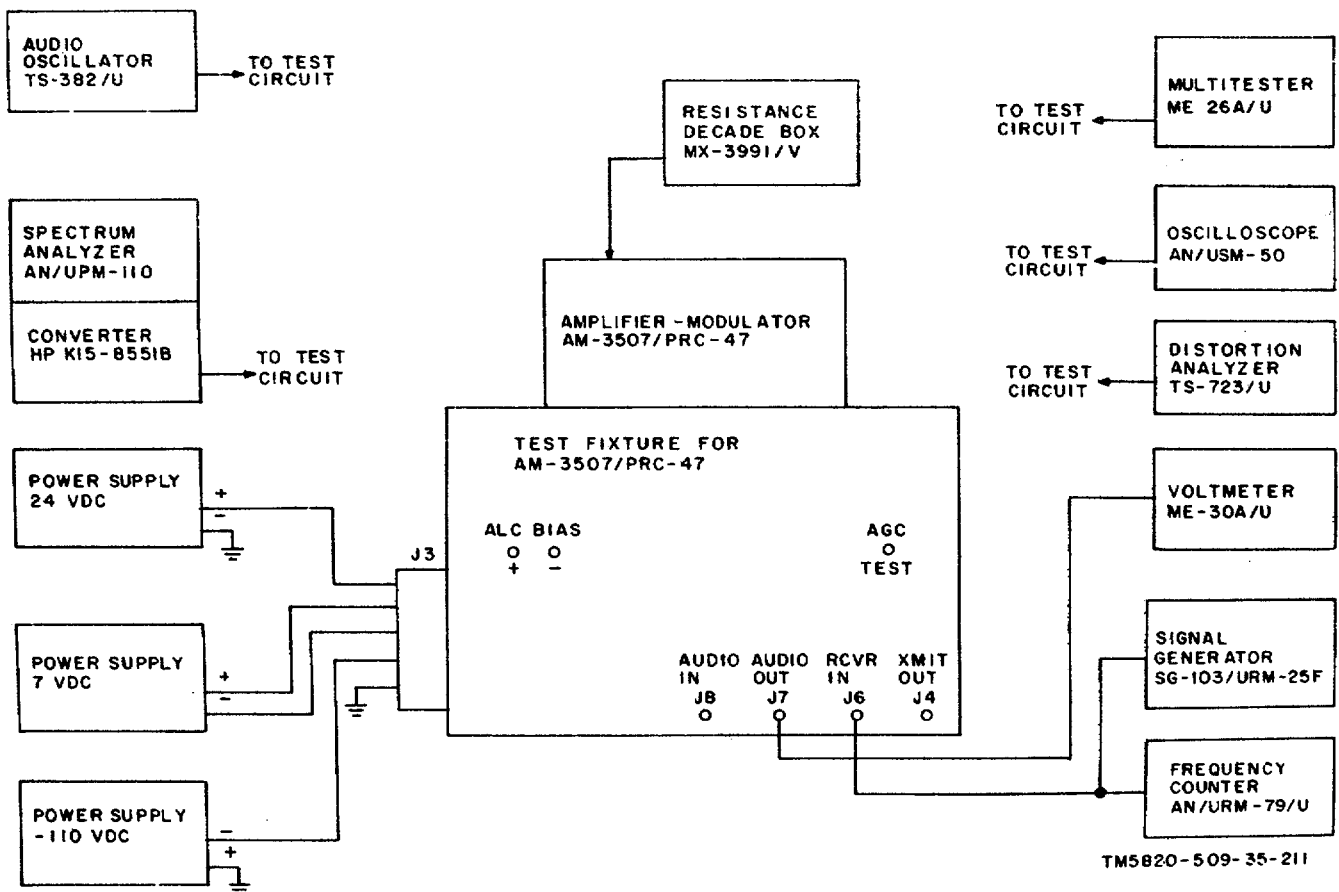 AUDIO
OSCILLATOR
TS-382/U
TO TEST
CIRCUIT
RESISTANCE
DECADE BOX
MX-3991/V
TO TEST
CIRCUIT
MULTITESTER
ME 26A/U
SPECTRUM
ANALYZER
AN/UPM-110
CONVERTER
HP K15-8551B
TO TEST
CIRCUIT
AMPLIFIER-MODULATOR
AM-3507/PRC-47
TO TEST
CIRCUIT
OSCILLOSCOPE
AN/USM-50
TO TEST
CIRCUIT
DISTORTION
ANALYZER
TS-723/U
TEST FIXTURE FOR
AM-3507/PRC-47
POWER SUPPLY
24 VDC
+
-
J3
ALC BIAS
+ -
AGC
TEST
VOLTMETER
ME-30A/U
POWER SUPPLY
7 VDC
+
-
AUDIO IN
J8
AUDIO OUT
J7
RCVR IN
J6
XMIT OUT
J4
SIGNAL
GENERATOR
SG-103/URM-25F
POWER SUPPLY
-110 VDC
-
+
FREQUENCY
COUNTER
AN/URM-79/U
TM5820-509-35-211